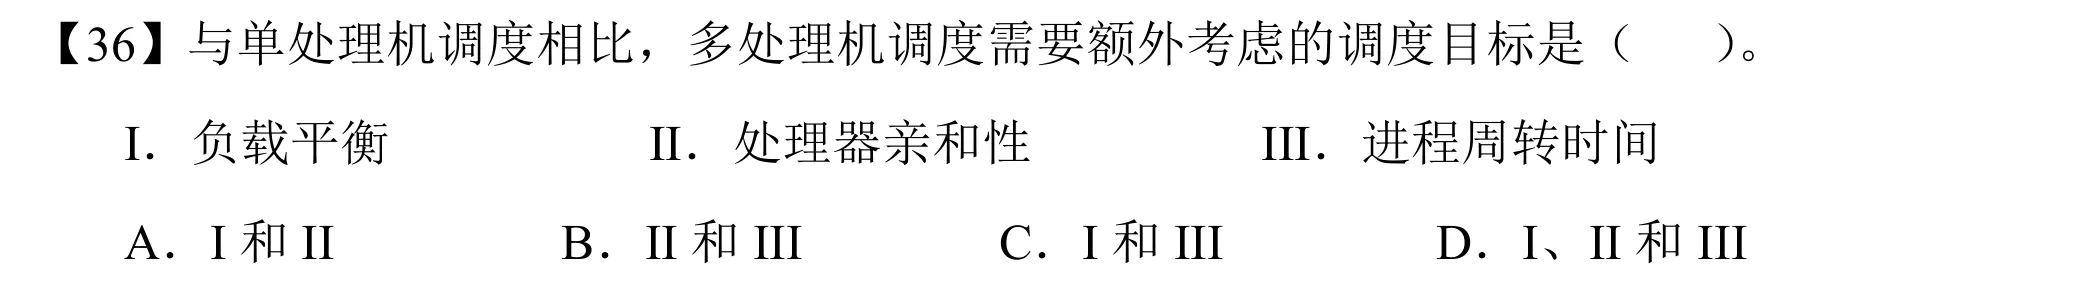 【36】与单处理机调度相比，多处理机调度需要额外考虑的调度目标是（　　）。
I．负载平衡　　II．处理器亲和性　　III．进程周转时间
A．I 和 II　　B．II 和 III　　C．I 和 III　　D．I、II 和 III